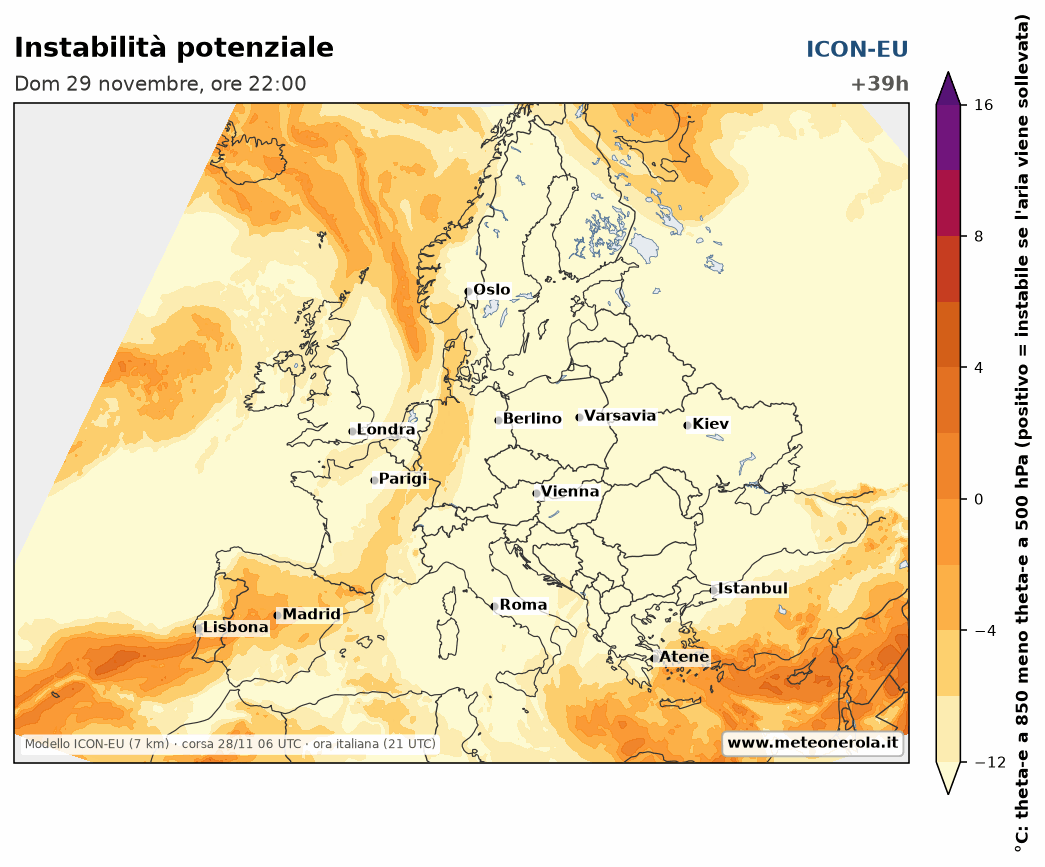 Instabilità potenziale
ICON-EU
Dom 29 novembre, ore 22:00
+39h
Oslo
Berlino
Varsavia
Kiev
Londra
Parigi
Vienna
Istanbul
Roma
Madrid
Lisbona
Atene
Modello ICON-EU (7 km) · corsa 28/11 06 UTC · ora italiana (21 UTC)
www.meteonerola.it
16
8
4
0
−4
−12
°C: theta-e a 850 meno theta-e a 500 hPa (positivo = instabile se l'aria viene sollevata)